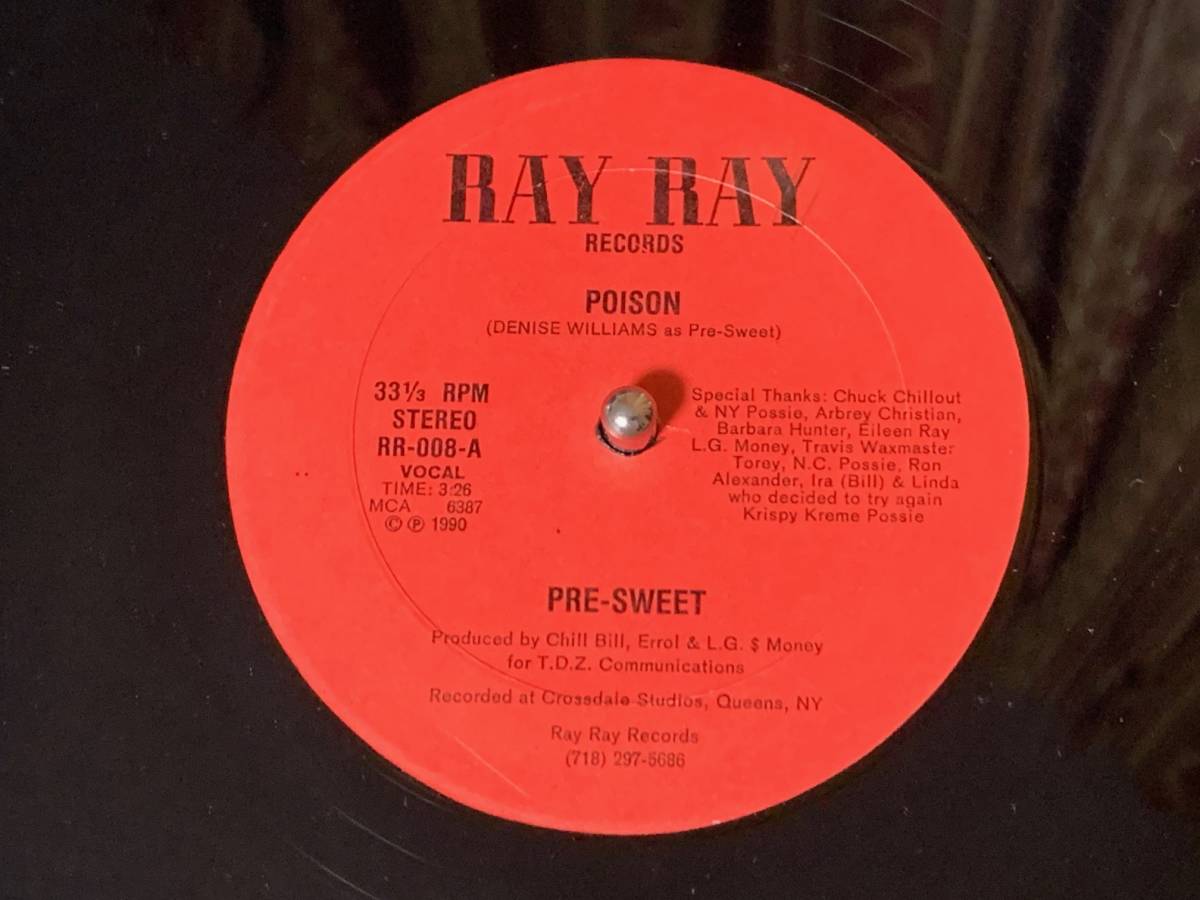 RAY RAY
RECORDS
POISON
(DENISE WILLIAMS as Pre-Sweet)
33⅓ RPM
STEREO
RR-008-A
VOCAL
TIME: 3:26
MCA 6387
© ℗ 1990
Special Thanks: Chuck Chillout
& NY Possie, Arbrey Christian,
Barbara Hunter, Eileen Ray
L.G. Money, Travis Waxmaster
Torey, N.C. Possie, Ron
Alexander, Ira (Bill) & Linda
who decided to try again
Krispy Kreme Possie
PRE-SWEET
Produced by Chill Bill, Errol & L.G. $ Money
for T.D.Z. Communications
Recorded at Crossdale Studios, Queens, NY
Ray Ray Records
(718) 297-5686